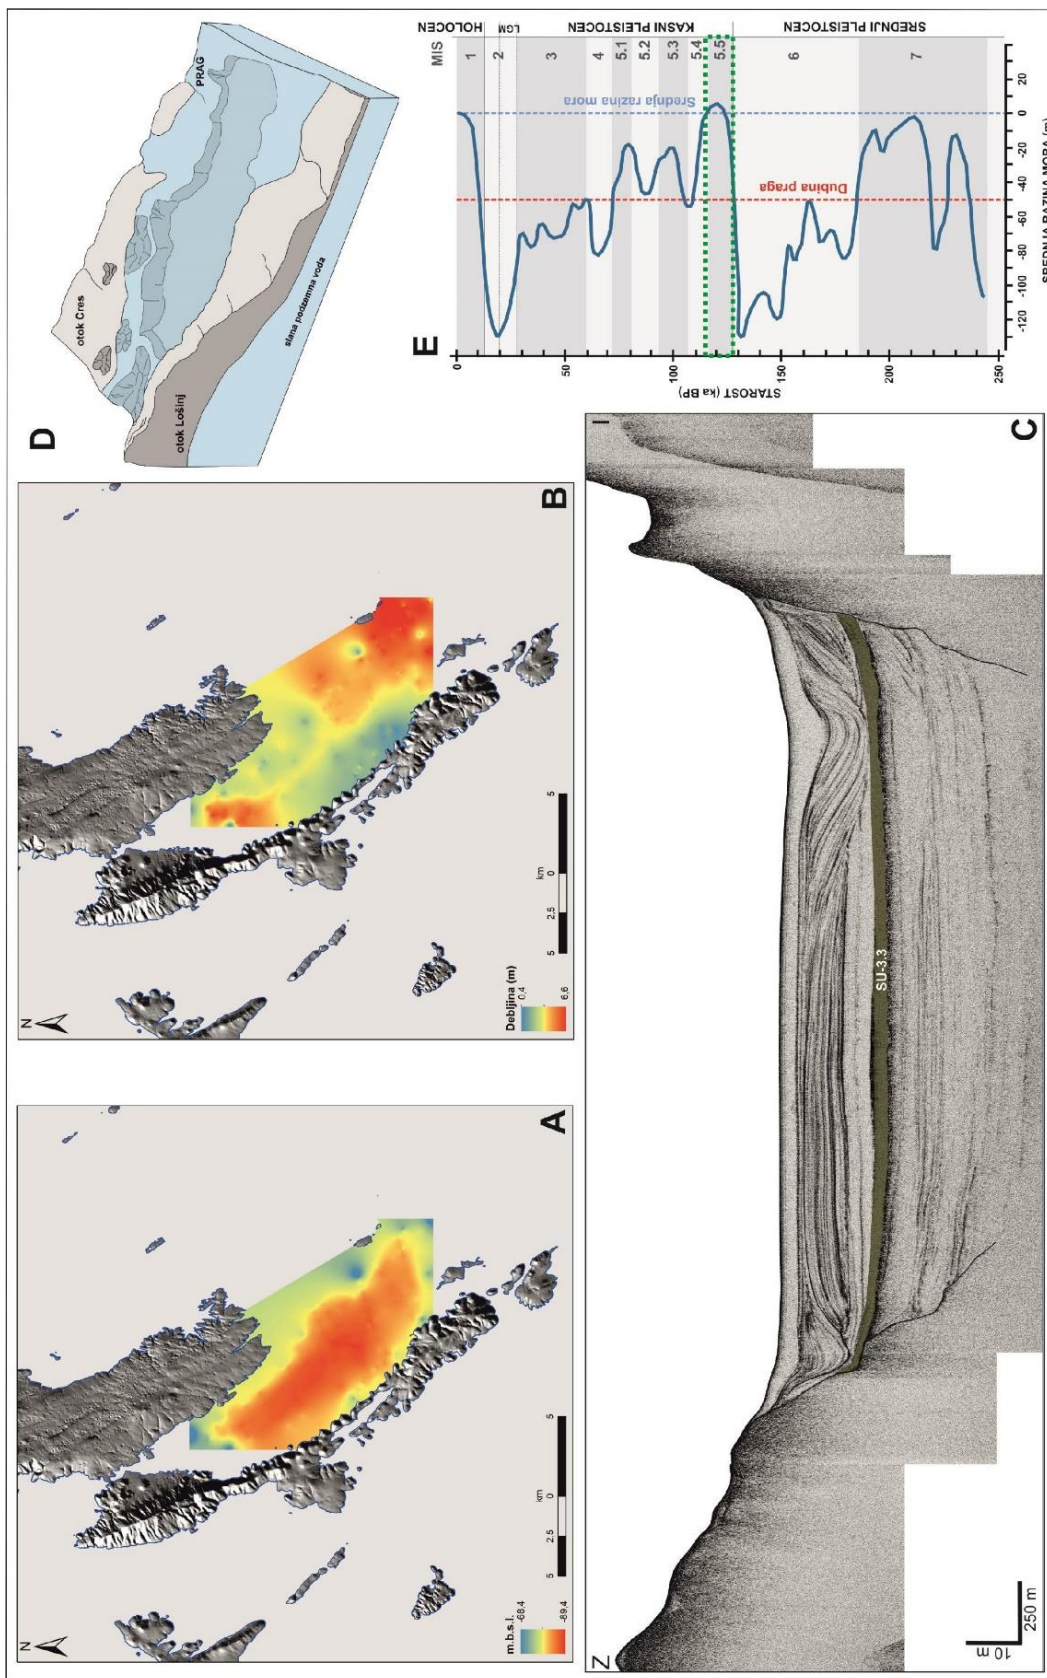 A
N
m.b.s.l.
-68.4
-89.4
5
2.5
0
km
5
B
N
Debljina (m)
0,4
6,6
5
2.5
0
km
5
C
Z
I
SU-3.3
10 m
250 m
D
otok Cres
PRAG
otok Lošinj
slana podzemna voda
E
MIS
HOLOCEN
LGM
KASNI PLEISTOCEN
SREDNJI PLEISTOCEN
1
2
3
4
5.1
5.2
5.3
5.4
5.5
6
7
Srednja razina mora
Dubina praga
0
50
100
150
200
250
STAROST (ka BP)
20
0
-20
-40
-60
-80
-100
-120
SREDNJA RAZINA MORA (m)